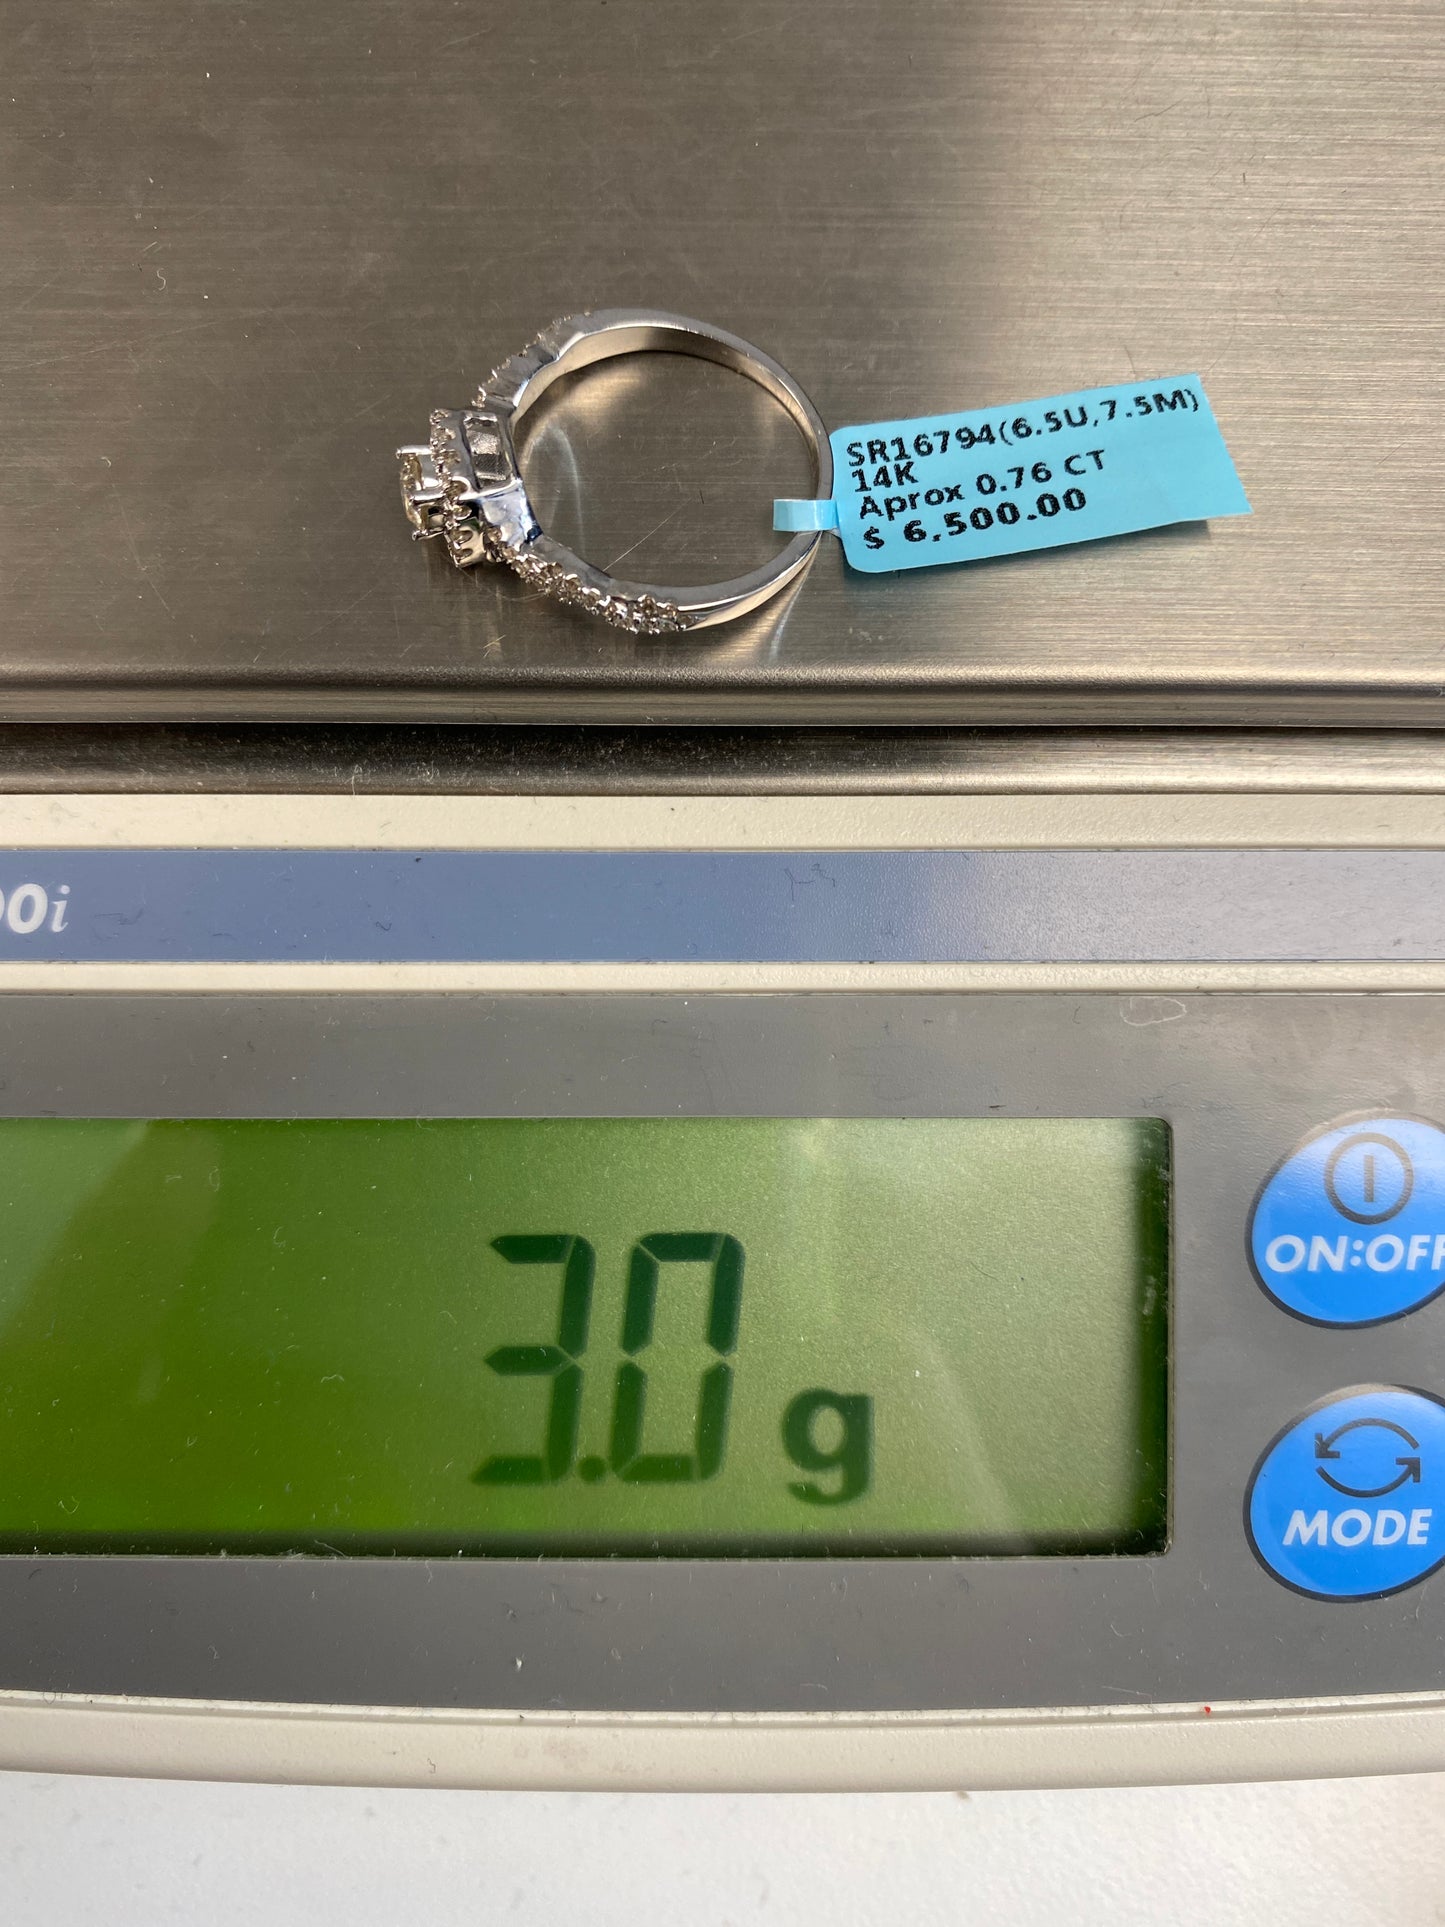 SR16794(6.5U,7.5M)
14K
Aprox 0.76 CT
$ 6,500.00
00i
3.0 g
ON:OFF
MODE